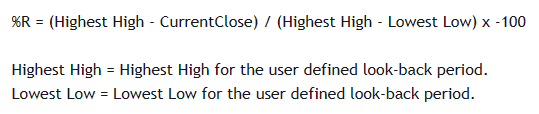 %R = (Highest High - CurrentClose) / (Highest High - Lowest Low) x -100
Highest High = Highest High for the user defined look-back period.
Lowest Low = Lowest Low for the user defined look-back period.